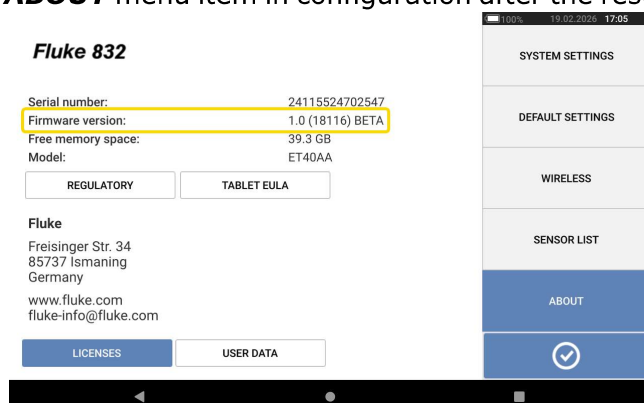 ABOUT menu item in configuration after the res
100% 19.02.2026 17:05
Fluke 832
Serial number: 24115524702547
Firmware version: 1.0 (18116) BETA
Free memory space: 39.3 GB
Model: ET40AA
REGULATORY TABLET EULA
Fluke
Freisinger Str. 34
85737 Ismaning
Germany
www.fluke.com
fluke-info@fluke.com
LICENSES USER DATA
SYSTEM SETTINGS
DEFAULT SETTINGS
WIRELESS
SENSOR LIST
ABOUT